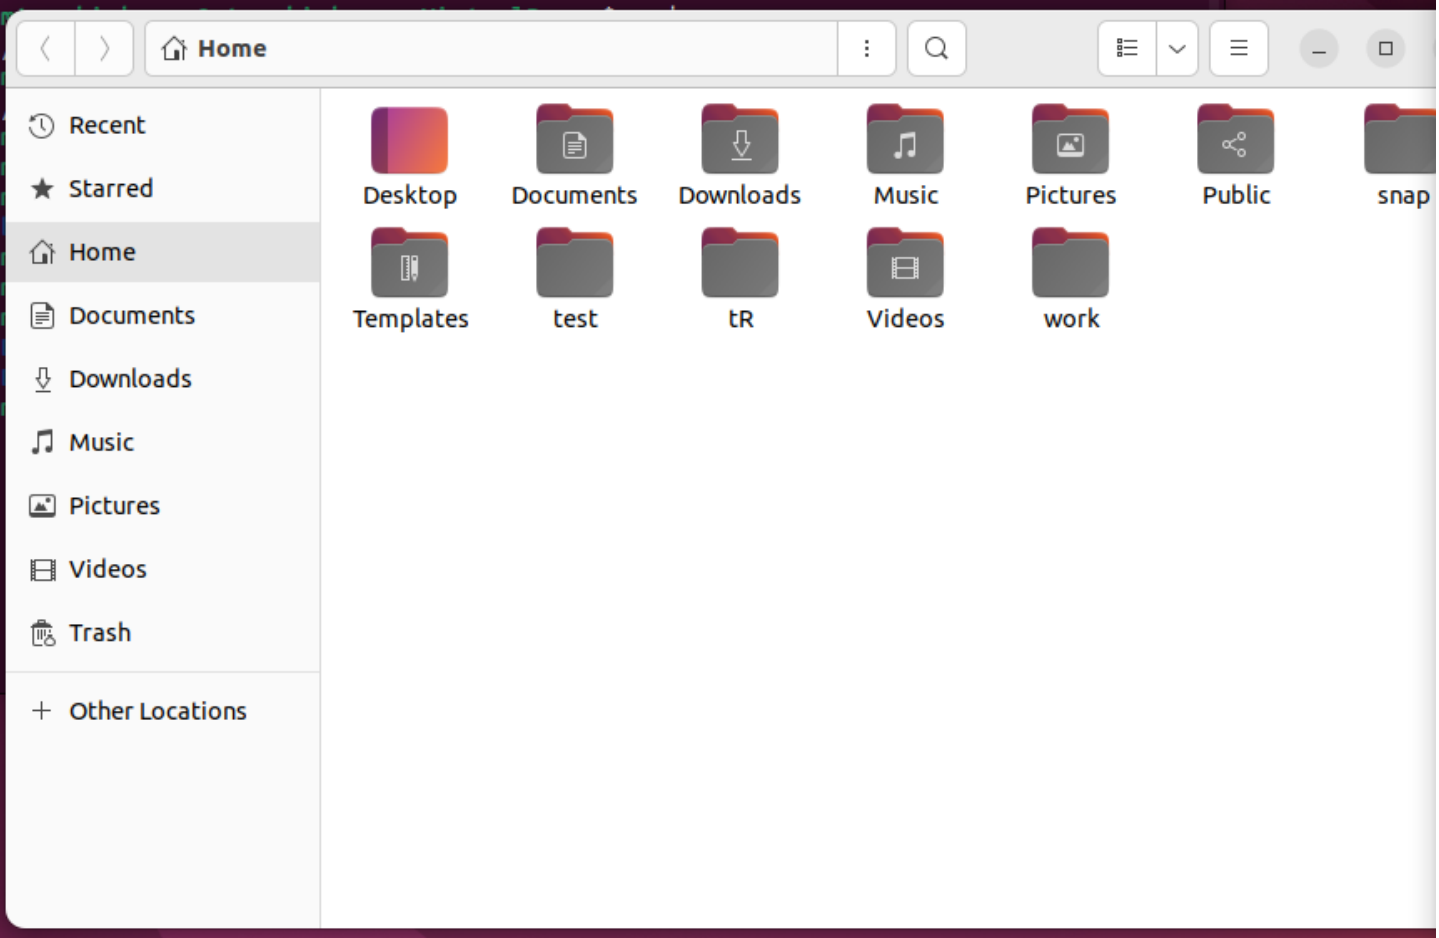 Home
Recent
Starred
Home
Documents
Downloads
Music
Pictures
Videos
Trash
Other Locations
Desktop
Documents
Downloads
Music
Pictures
Public
snap
Templates
test
tR
Videos
work